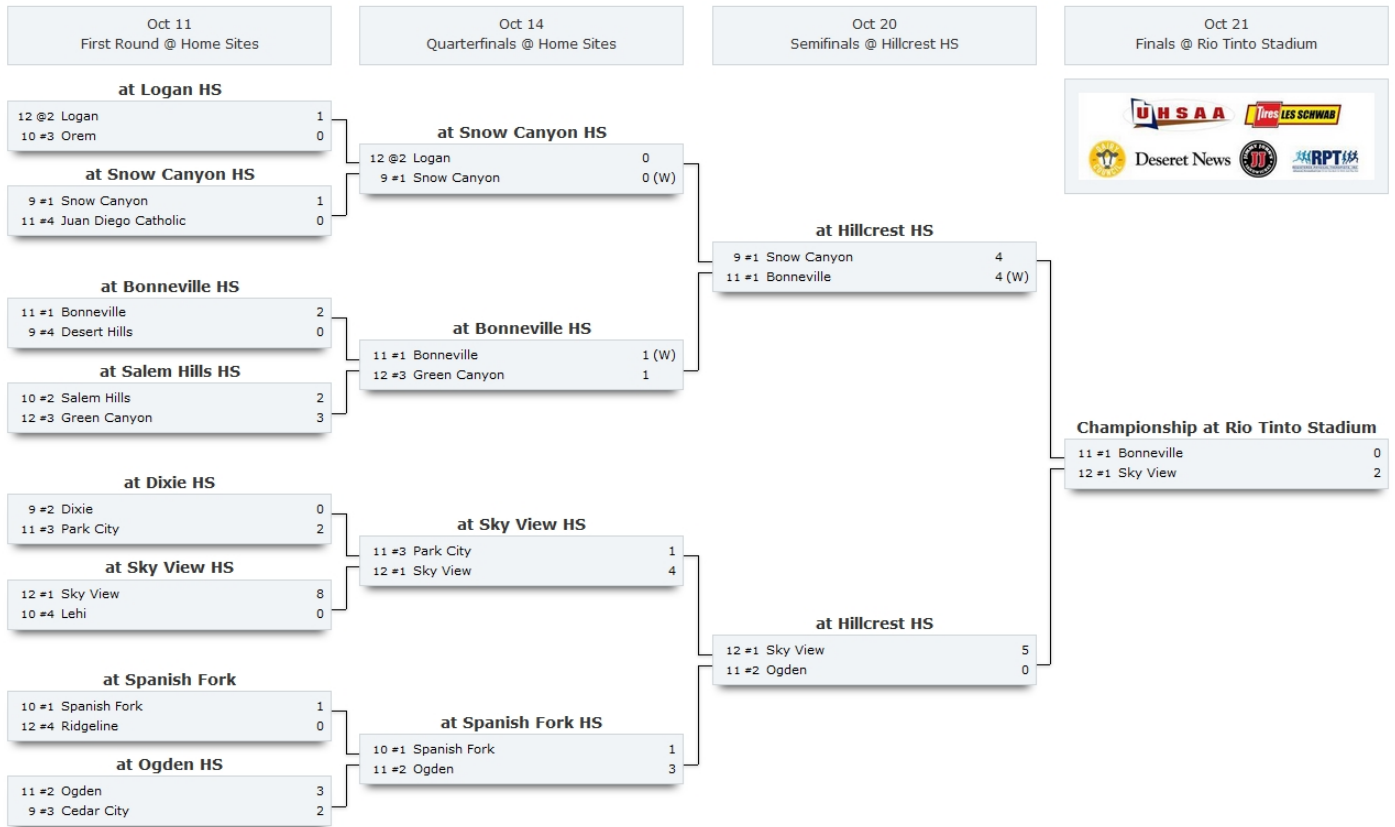 Oct 11
First Round @ Home Sites
Oct 14
Quarterfinals @ Home Sites
Oct 20
Semifinals @ Hillcrest HS
Oct 21
Finals @ Rio Tinto Stadium
at Logan HS
12 @2 Logan 1
10 #3 Orem 0
at Snow Canyon HS
9 #1 Snow Canyon 1
11 #4 Juan Diego Catholic 0
at Bonneville HS
11 #1 Bonneville 2
9 #4 Desert Hills 0
at Salem Hills HS
10 #2 Salem Hills 2
12 #3 Green Canyon 3
at Dixie HS
9 #2 Dixie 0
11 #3 Park City 2
at Sky View HS
12 #1 Sky View 8
10 #4 Lehi 0
at Spanish Fork
10 #1 Spanish Fork 1
12 #4 Ridgeline 0
at Ogden HS
11 #2 Ogden 3
9 #3 Cedar City 2
at Snow Canyon HS
12 @2 Logan 0
9 #1 Snow Canyon 0 (W)
at Bonneville HS
11 #1 Bonneville 1 (W)
12 #3 Green Canyon 1
at Sky View HS
11 #3 Park City 1
12 #1 Sky View 4
at Spanish Fork HS
10 #1 Spanish Fork 1
11 #2 Ogden 3
at Hillcrest HS
9 #1 Snow Canyon 4
11 #1 Bonneville 4 (W)
at Hillcrest HS
12 #1 Sky View 5
11 #2 Ogden 0
UHSAA
Tires LES SCHWAB
Deseret News
JJ
RPT
Championship at Rio Tinto Stadium
11 #1 Bonneville 0
12 #1 Sky View 2